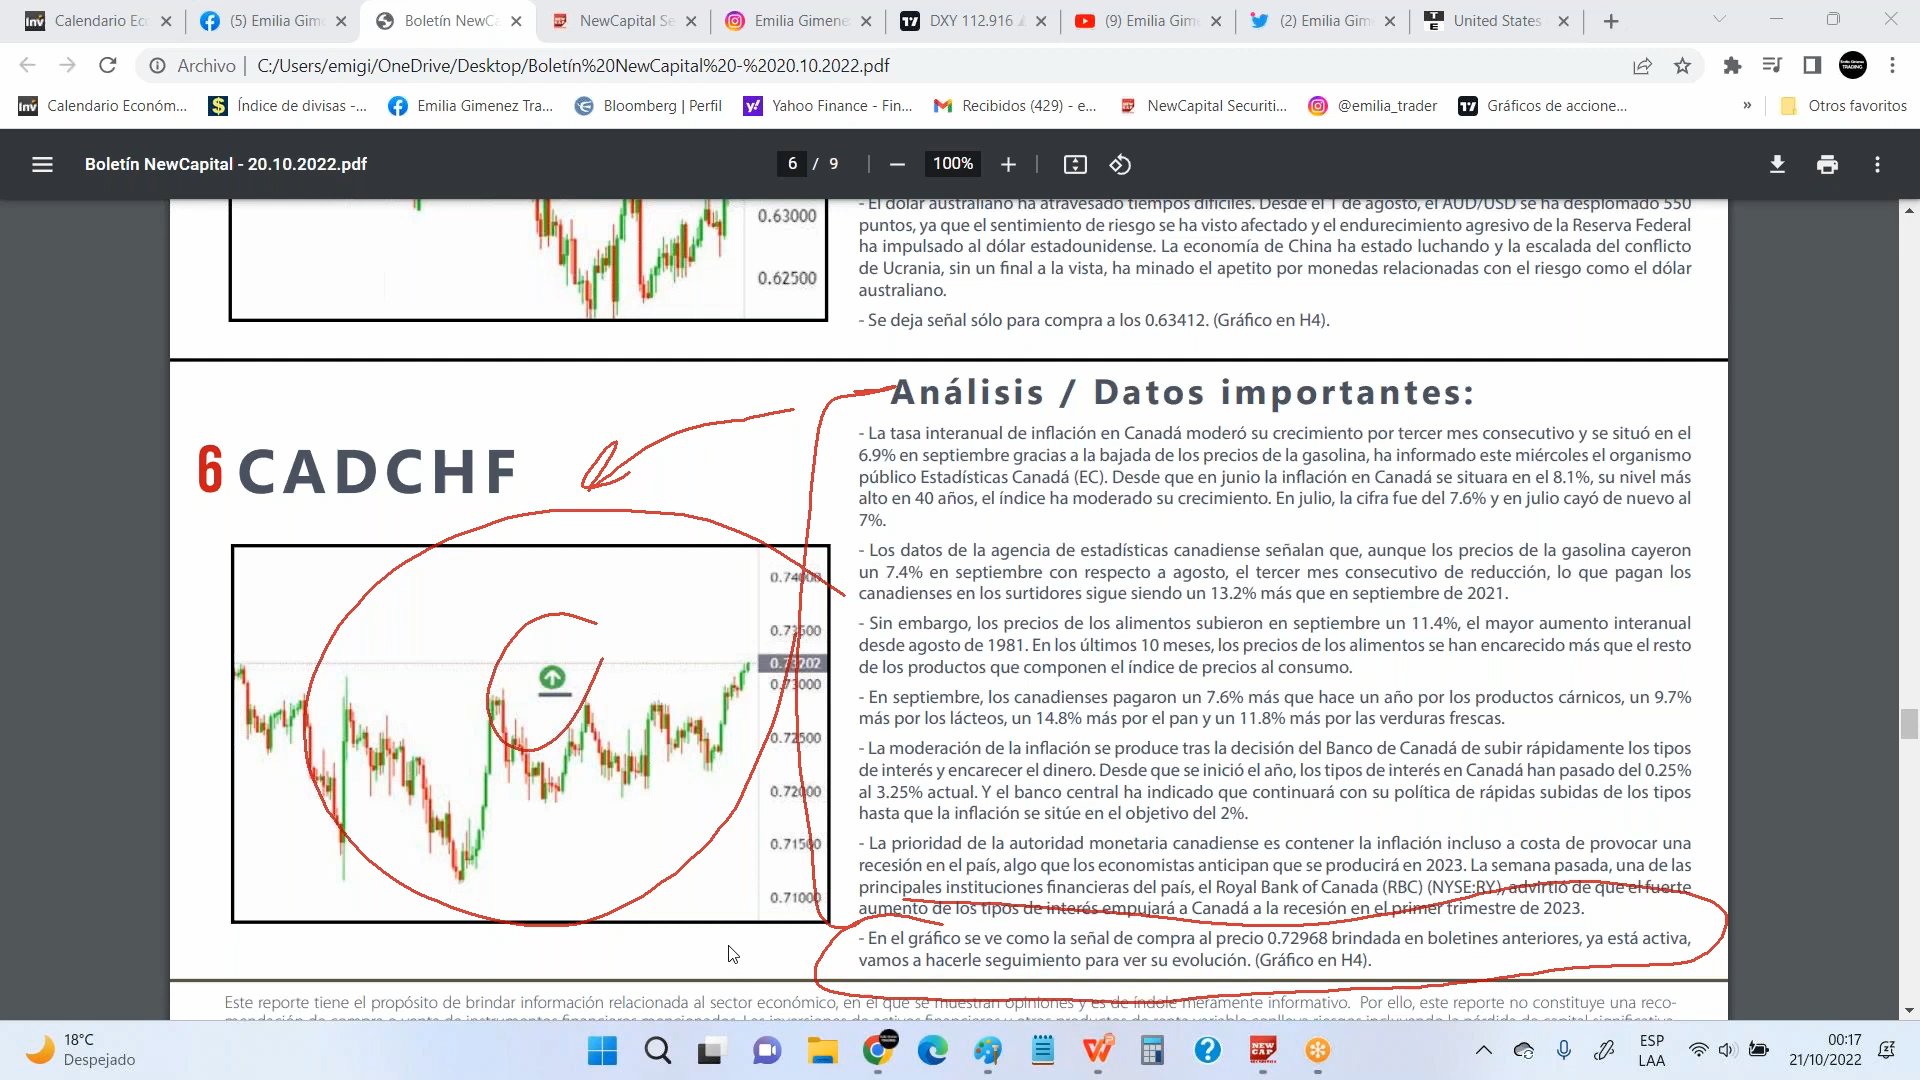 Calendario Ec
(5) Emilia Gim
Boletín NewCa
NewCapital Se
Emilia Gimene
DXY 112.916
(9) Emilia Gim
(2) Emilia Gim
United States
Archivo
C:/Users/emigi/OneDrive/Desktop/Boletín%20NewCapital%20-%2020.10.2022.pdf
Calendario Económ...
Índice de divisas -...
Emilia Gimenez Tra...
Bloomberg | Perfil
Yahoo Finance - Fin...
Recibidos (429) - e...
NewCapital Securiti...
@emilia_trader
Gráficos de accione...
»
Otros favoritos
Boletín NewCapital - 20.10.2022.pdf
6 / 9
100%
0.63000
0.62500
- El dólar australiano ha atravesado tiempos difíciles. Desde el 1 de agosto, el AUD/USD se ha desplomado 550
puntos, ya que el sentimiento de riesgo se ha visto afectado y el endurecimiento agresivo de la Reserva Federal
ha impulsado al dólar estadounidense. La economía de China ha estado luchando y la escalada del conflicto
de Ucrania, sin un final a la vista, ha minado el apetito por monedas relacionadas con el riesgo como el dólar
australiano.
- Se deja señal sólo para compra a los 0.63412. (Gráfico en H4).
6 CADCHF
0.74000
0.73500
0.73202
0.73000
0.72500
0.72000
0.71500
0.71000
Análisis / Datos importantes:
- La tasa interanual de inflación en Canadá moderó su crecimiento por tercer mes consecutivo y se situó en el
6.9% en septiembre gracias a la bajada de los precios de la gasolina, ha informado este miércoles el organismo
público Estadísticas Canadá (EC). Desde que en junio la inflación en Canadá se situara en el 8.1%, su nivel más
alto en 40 años, el índice ha moderado su crecimiento. En julio, la cifra fue del 7.6% y en julio cayó de nuevo al
7%.
- Los datos de la agencia de estadísticas canadiense señalan que, aunque los precios de la gasolina cayeron
un 7.4% en septiembre con respecto a agosto, el tercer mes consecutivo de reducción, lo que pagan los
canadienses en los surtidores sigue siendo un 13.2% más que en septiembre de 2021.
- Sin embargo, los precios de los alimentos subieron en septiembre un 11.4%, el mayor aumento interanual
desde agosto de 1981. En los últimos 10 meses, los precios de los alimentos se han encarecido más que el resto
de los productos que componen el índice de precios al consumo.
- En septiembre, los canadienses pagaron un 7.6% más que hace un año por los productos cárnicos, un 9.7%
más por los lácteos, un 14.8% más por el pan y un 11.8% más por las verduras frescas.
- La moderación de la inflación se produce tras la decisión del Banco de Canadá de subir rápidamente los tipos
de interés y encarecer el dinero. Desde que se inició el año, los tipos de interés en Canadá han pasado del 0.25%
al 3.25% actual. Y el banco central ha indicado que continuará con su política de rápidas subidas de los tipos
hasta que la inflación se sitúe en el objetivo del 2%.
- La prioridad de la autoridad monetaria canadiense es contener la inflación incluso a costa de provocar una
recesión en el país, algo que los economistas anticipan que se producirá en 2023. La semana pasada, una de las
principales instituciones financieras del país, el Royal Bank of Canada (RBC) (NYSE:RY), advirtió de que el fuerte
aumento de los tipos de interés empujará a Canadá a la recesión en el primer trimestre de 2023.
- En el gráfico se ve como la señal de compra al precio 0.72968 brindada en boletines anteriores, ya está activa,
vamos a hacerle seguimiento para ver su evolución. (Gráfico en H4).
Este reporte tiene el propósito de brindar información relacionada al sector económico, en el que se muestran opiniones y es de índole meramente informativo. Por ello, este reporte no constituye una reco-
18°C
Despejado
ESP
LAA
00:17
21/10/2022